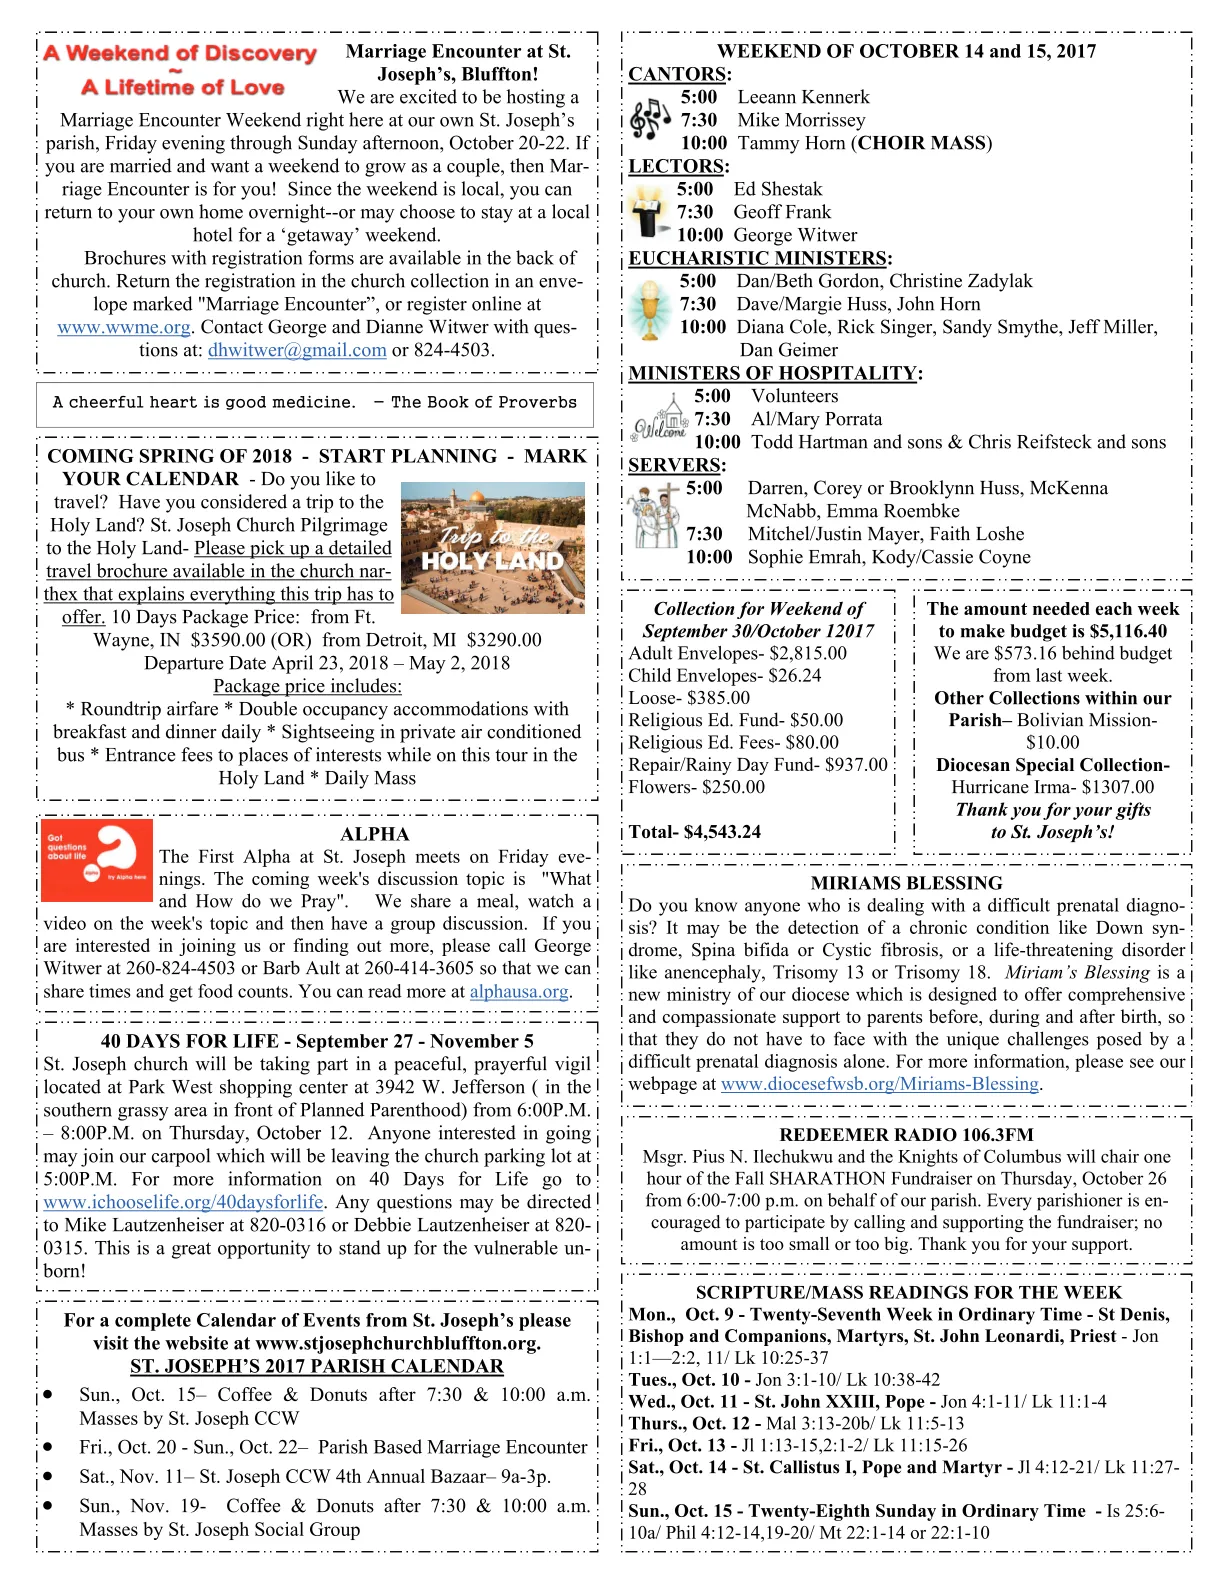 A Weekend of Discovery
~
A Lifetime of Love
Marriage Encounter at St.
Joseph’s, Bluffton!
We are excited to be hosting a
Marriage Encounter Weekend right here at our own St. Joseph’s
parish, Friday evening through Sunday afternoon, October 20-22. If
you are married and want a weekend to grow as a couple, then Mar-
riage Encounter is for you!  Since the weekend is local, you can
return to your own home overnight--or may choose to stay at a local
hotel for a ‘getaway’ weekend.
Brochures with registration forms are available in the back of
church. Return the registration in the church collection in an enve-
lope marked "Marriage Encounter”, or register online at
www.wwme.org. Contact George and Dianne Witwer with ques-
tions at: dhwitwer@gmail.com or 824-4503.
A cheerful heart is good medicine.  – The Book of Proverbs
COMING SPRING OF 2018  -  START PLANNING  -  MARK
YOUR CALENDAR  - Do you like to
travel?  Have you considered a trip to the
Holy Land? St. Joseph Church Pilgrimage
to the Holy Land- Please pick up a detailed
travel brochure available in the church nar-
thex that explains everything this trip has to
offer. 10 Days Package Price:  from Ft.
Wayne, IN  $3590.00 (OR)  from Detroit, MI  $3290.00
Departure Date April 23, 2018 – May 2, 2018
Package price includes:
* Roundtrip airfare * Double occupancy accommodations with
breakfast and dinner daily * Sightseeing in private air conditioned
bus * Entrance fees to places of interests while on this tour in the
Holy Land * Daily Mass
Trip to the
HOLY LAND
Got
questions
about life
alpha
try Alpha here
ALPHA
The First Alpha at St. Joseph meets on Friday eve-
nings. The coming week's discussion topic is  "What
and How do we Pray".   We share a meal, watch a
video on the week's topic and then have a group discussion.  If you
are interested in joining us or finding out more, please call George
Witwer at 260-824-4503 or Barb Ault at 260-414-3605 so that we can
share times and get food counts. You can read more at alphausa.org.
40 DAYS FOR LIFE - September 27 - November 5
St. Joseph church will be taking part in a peaceful, prayerful vigil
located at Park West shopping center at 3942 W. Jefferson ( in the
southern grassy area in front of Planned Parenthood) from 6:00P.M.
– 8:00P.M. on Thursday, October 12.  Anyone interested in going
may join our carpool which will be leaving the church parking lot at
5:00P.M. For more information on 40 Days for Life go to
www.ichooselife.org/40daysforlife. Any questions may be directed
to Mike Lautzenheiser at 820-0316 or Debbie Lautzenheiser at 820-
0315. This is a great opportunity to stand up for the vulnerable un-
born!
For a complete Calendar of Events from St. Joseph’s please
visit the website at www.stjosephchurchbluffton.org.
ST. JOSEPH’S 2017 PARISH CALENDAR
• Sun., Oct. 15– Coffee & Donuts after 7:30 & 10:00 a.m.
Masses by St. Joseph CCW
• Fri., Oct. 20 - Sun., Oct. 22–  Parish Based Marriage Encounter
• Sat., Nov. 11– St. Joseph CCW 4th Annual Bazaar– 9a-3p.
• Sun., Nov. 19-  Coffee & Donuts after 7:30 & 10:00 a.m.
Masses by St. Joseph Social Group
WEEKEND OF OCTOBER 14 and 15, 2017
CANTORS:
5:00 Leeann Kennerk
7:30 Mike Morrissey
10:00 Tammy Horn (CHOIR MASS)
LECTORS:
5:00 Ed Shestak
7:30 Geoff Frank
10:00 George Witwer
EUCHARISTIC MINISTERS:
5:00 Dan/Beth Gordon, Christine Zadylak
7:30 Dave/Margie Huss, John Horn
10:00 Diana Cole, Rick Singer, Sandy Smythe, Jeff Miller,
Dan Geimer
MINISTERS OF HOSPITALITY:
Welcome
5:00 Volunteers
7:30 Al/Mary Porrata
10:00 Todd Hartman and sons & Chris Reifsteck and sons
SERVERS:
5:00 Darren, Corey or Brooklynn Huss, McKenna
McNabb, Emma Roembke
7:30 Mitchel/Justin Mayer, Faith Loshe
10:00 Sophie Emrah, Kody/Cassie Coyne
Collection for Weekend of
September 30/October 12017
Adult Envelopes- $2,815.00
Child Envelopes- $26.24
Loose- $385.00
Religious Ed. Fund- $50.00
Religious Ed. Fees- $80.00
Repair/Rainy Day Fund- $937.00
Flowers- $250.00
Total- $4,543.24
The amount needed each week
to make budget is $5,116.40
We are $573.16 behind budget
from last week.
Other Collections within our
Parish– Bolivian Mission-
$10.00
Diocesan Special Collection-
Hurricane Irma- $1307.00
Thank you for your gifts
to St. Joseph’s!
MIRIAMS BLESSING
Do you know anyone who is dealing with a difficult prenatal diagno-
sis? It may be the detection of a chronic condition like Down syn-
drome, Spina bifida or Cystic fibrosis, or a life-threatening disorder
like anencephaly, Trisomy 13 or Trisomy 18.  Miriam’s Blessing is a
new ministry of our diocese which is designed to offer comprehensive
and compassionate support to parents before, during and after birth, so
that they do not have to face with the unique challenges posed by a
difficult prenatal diagnosis alone. For more information, please see our
webpage at www.diocesefwsb.org/Miriams-Blessing.
REDEEMER RADIO 106.3FM
Msgr. Pius N. Ilechukwu and the Knights of Columbus will chair one
hour of the Fall SHARATHON Fundraiser on Thursday, October 26
from 6:00-7:00 p.m. on behalf of our parish. Every parishioner is en-
couraged to participate by calling and supporting the fundraiser; no
amount is too small or too big. Thank you for your support.
SCRIPTURE/MASS READINGS FOR THE WEEK
Mon.,  Oct. 9 - Twenty-Seventh Week in Ordinary Time - St Denis,
Bishop and Companions, Martyrs, St. John Leonardi, Priest - Jon
1:1—2:2, 11/ Lk 10:25-37
Tues., Oct. 10 - Jon 3:1-10/ Lk 10:38-42
Wed., Oct. 11 - St. John XXIII, Pope - Jon 4:1-11/ Lk 11:1-4
Thurs., Oct. 12 - Mal 3:13-20b/ Lk 11:5-13
Fri., Oct. 13 - Jl 1:13-15,2:1-2/ Lk 11:15-26
Sat., Oct. 14 - St. Callistus I, Pope and Martyr - Jl 4:12-21/ Lk 11:27-
28
Sun., Oct. 15 - Twenty-Eighth Sunday in Ordinary Time  - Is 25:6-
10a/ Phil 4:12-14,19-20/ Mt 22:1-14 or 22:1-10